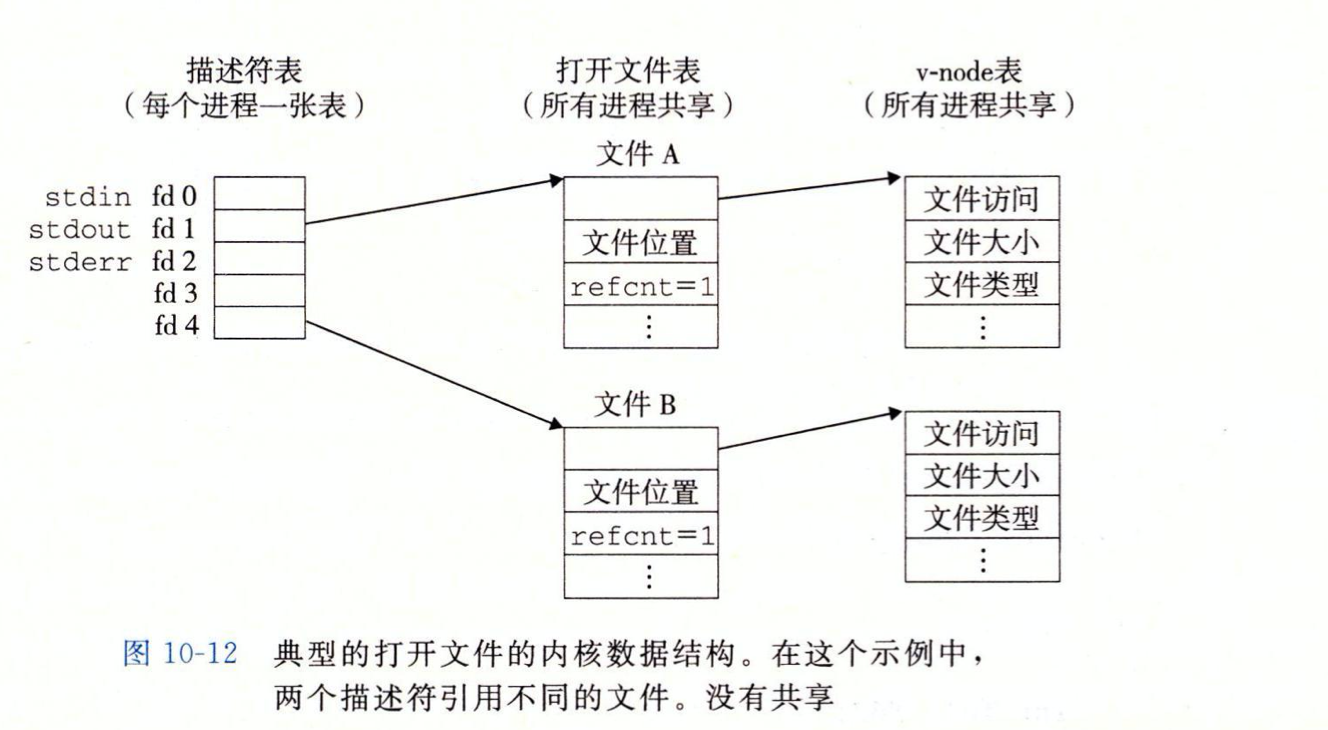 描述符表
（每个进程一张表）
打开文件表
（所有进程共享）
v-node表
（所有进程共享）
stdin fd 0
stdout fd 1
stderr fd 2
fd 3
fd 4
文件 A
文件位置
refcnt=1
⋮
文件访问
文件大小
文件类型
⋮
文件 B
文件位置
refcnt=1
⋮
文件访问
文件大小
文件类型
⋮
图 10-12 典型的打开文件的内核数据结构。在这个示例中，
两个描述符引用不同的文件。没有共享